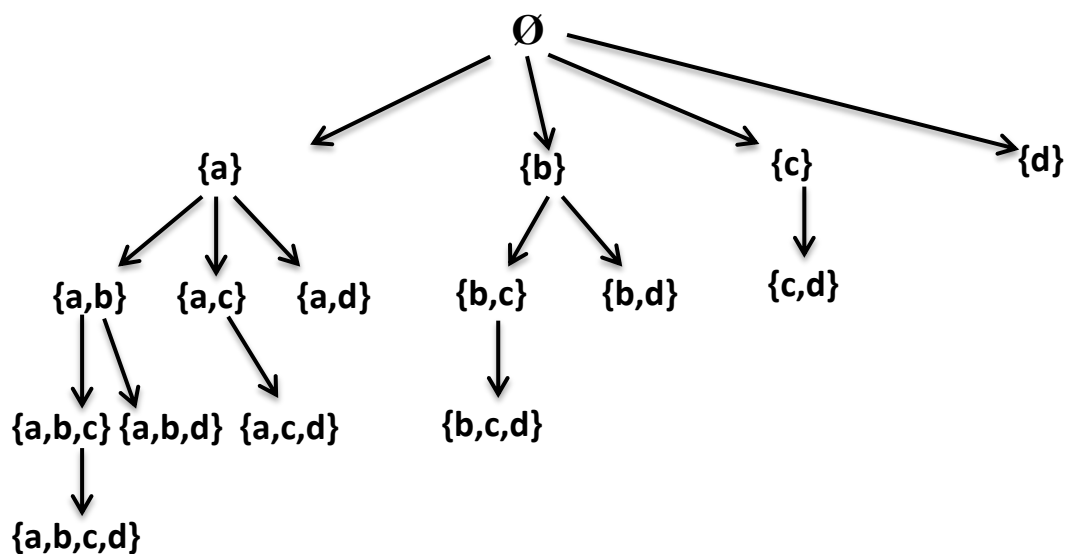 Ø
{a} {b} {c} {d}
{a,b} {a,c} {a,d} {b,c} {b,d} {c,d}
{a,b,c} {a,b,d} {a,c,d} {b,c,d}
{a,b,c,d}